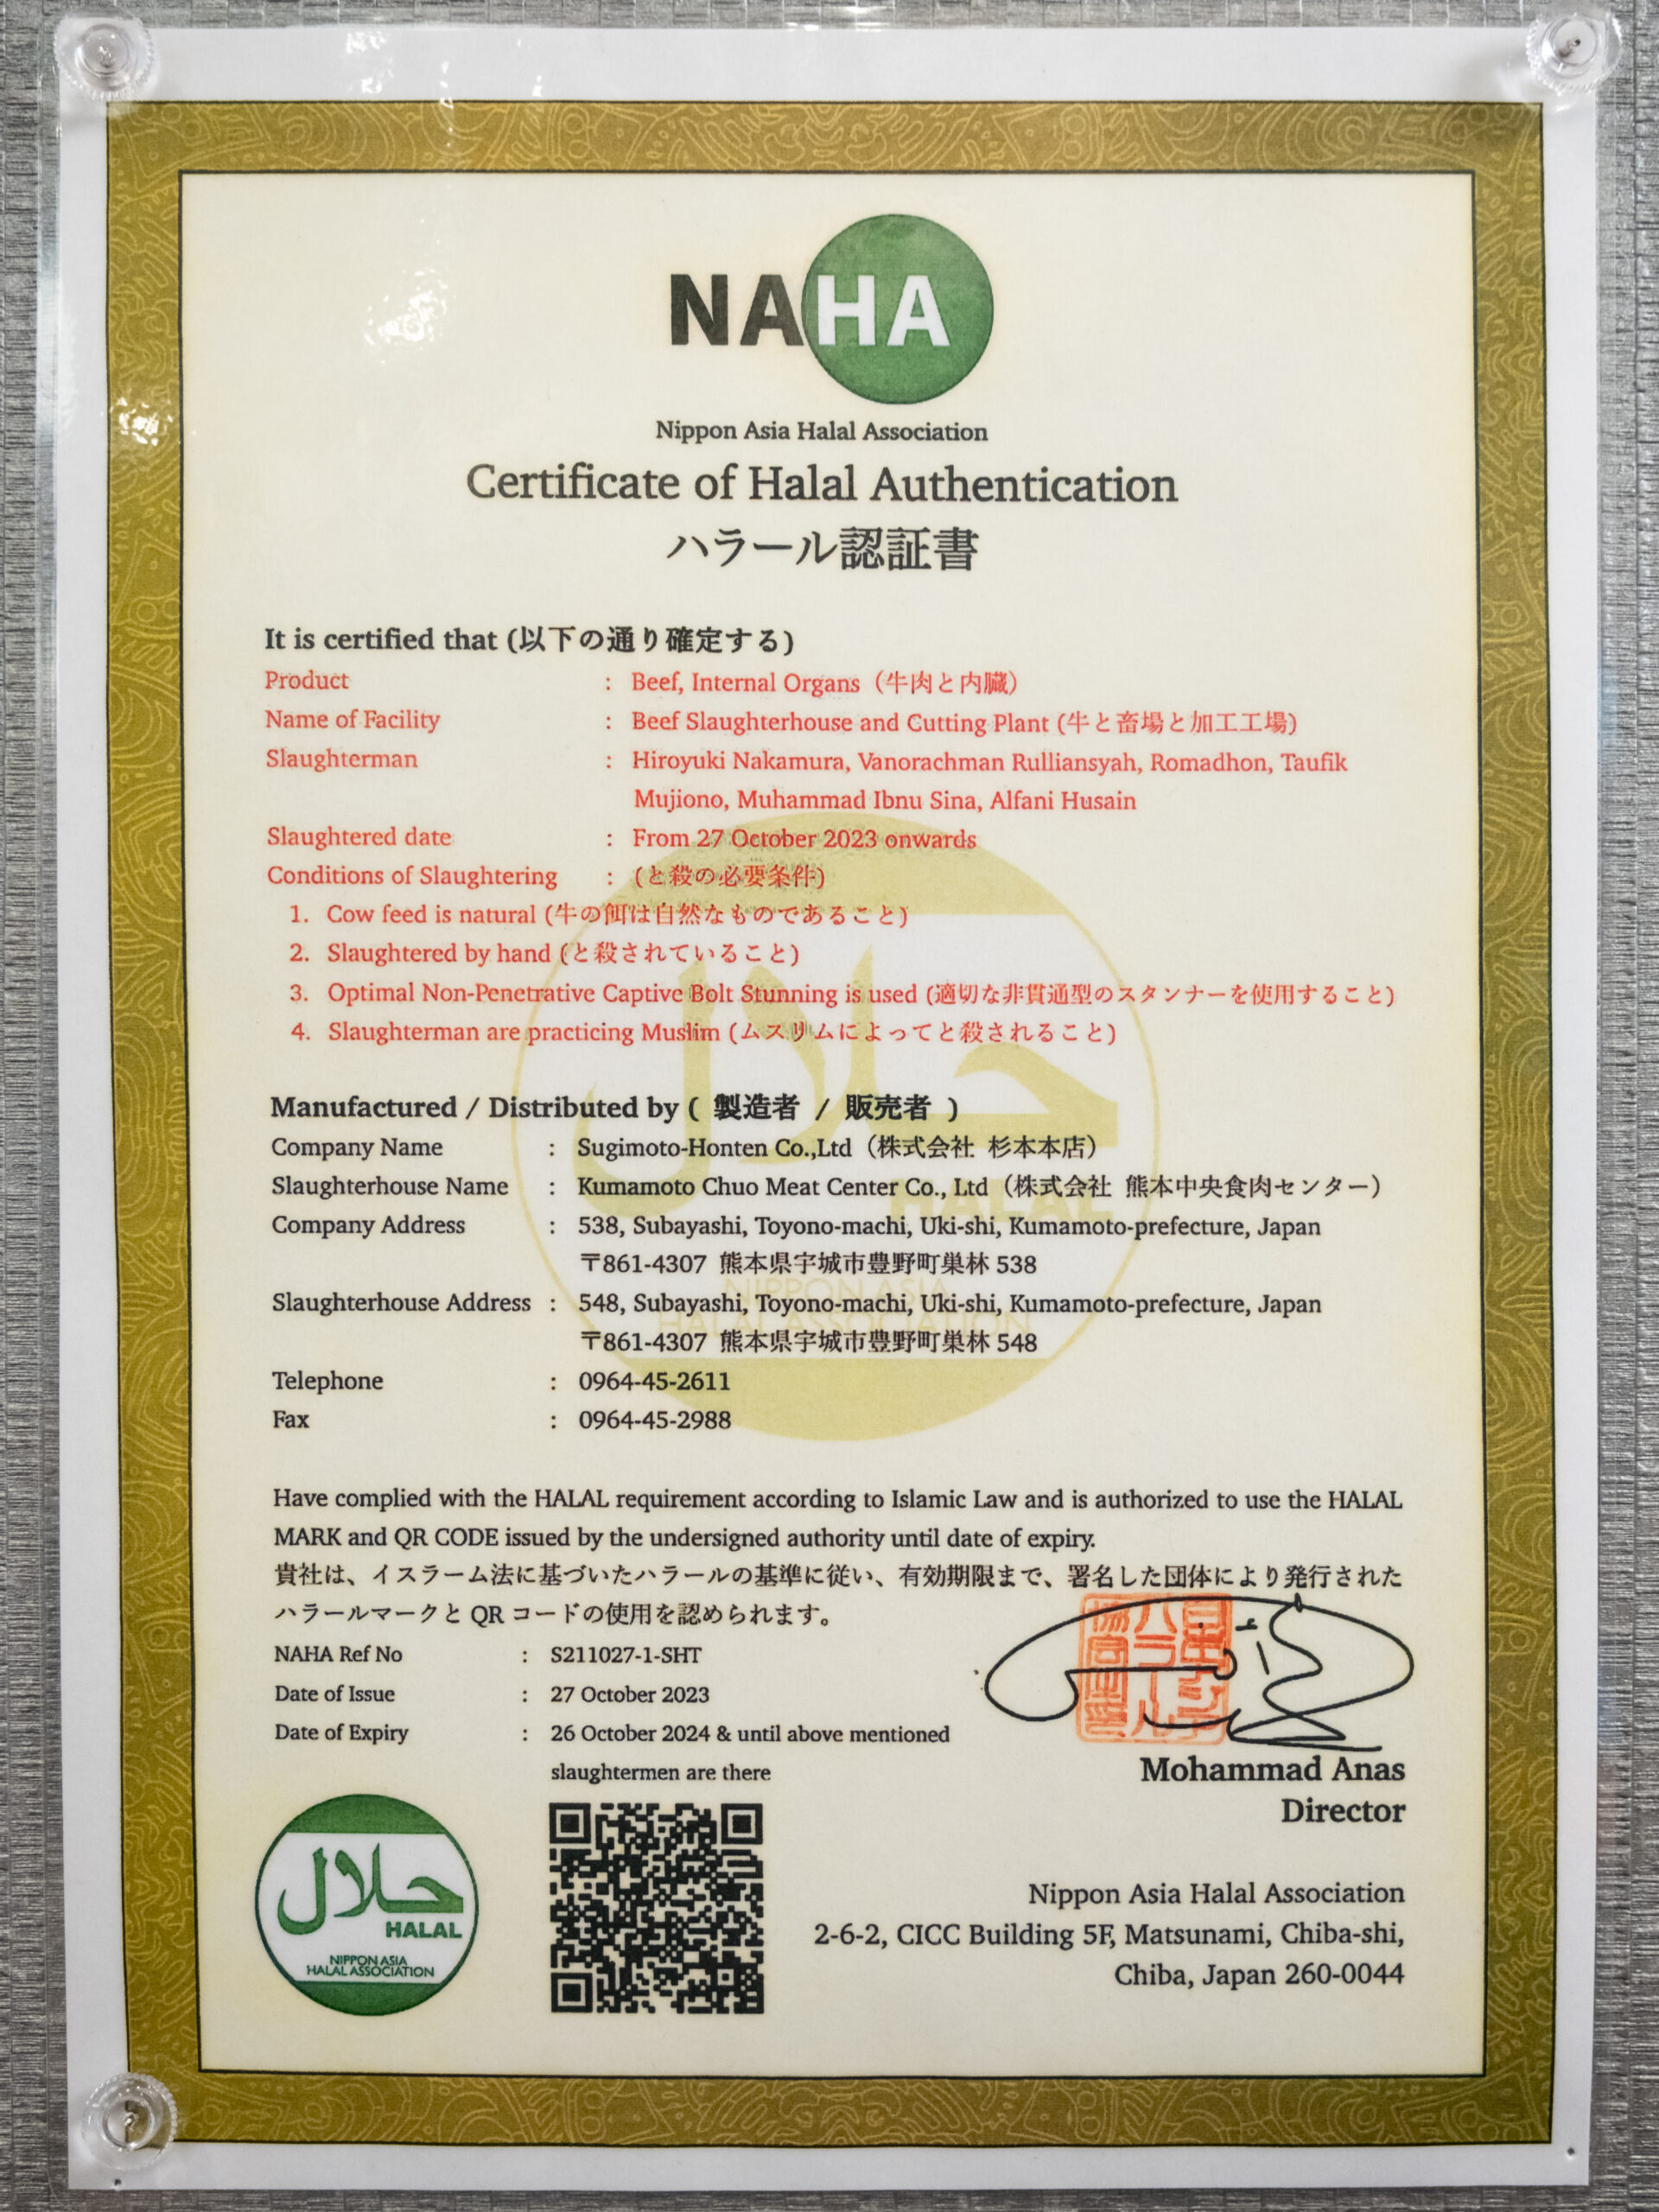 NAHA
Nippon Asia Halal Association
Certificate of Halal Authentication
ハラール認証書
It is certified that (以下の通り確定する)
Product : Beef, Internal Organs（牛肉と内臓）
Name of Facility : Beef Slaughterhouse and Cutting Plant (牛と畜場と加工工場)
Slaughterman : Hiroyuki Nakamura, Vanorachman Rulliansyah, Romadhon, Taufik
Mujiono, Muhammad Ibnu Sina, Alfani Husain
Slaughtered date : From 27 October 2023 onwards
Conditions of Slaughtering : (と殺の必要条件)
1. Cow feed is natural (牛の餌は自然なものであること)
2. Slaughtered by hand (と殺されていること)
3. Optimal Non-Penetrative Captive Bolt Stunning is used (適切な非貫通型のスタンナーを使用すること)
4. Slaughterman are practicing Muslim (ムスリムによってと殺されること)
Manufactured / Distributed by ( 製造者 / 販売者 )
Company Name : Sugimoto-Honten Co.,Ltd（株式会社 杉本本店）
Slaughterhouse Name : Kumamoto Chuo Meat Center Co., Ltd（株式会社 熊本中央食肉センター）
Company Address : 538, Subayashi, Toyono-machi, Uki-shi, Kumamoto-prefecture, Japan
〒861-4307 熊本県宇城市豊野町巣林 538
Slaughterhouse Address : 548, Subayashi, Toyono-machi, Uki-shi, Kumamoto-prefecture, Japan
〒861-4307 熊本県宇城市豊野町巣林 548
Telephone : 0964-45-2611
Fax : 0964-45-2988
حلال
HALAL
NIPPON ASIA
HALAL ASSOCIATION
Have complied with the HALAL requirement according to Islamic Law and is authorized to use the HALAL
MARK and QR CODE issued by the undersigned authority until date of expiry.
貴社は、イスラーム法に基づいたハラールの基準に従い、有効期限まで、署名した団体により発行された
ハラールマークと QR コードの使用を認められます。
NAHA Ref No : S211027-1-SHT
Date of Issue : 27 October 2023
Date of Expiry : 26 October 2024 & until above mentioned
slaughtermen are there
Mohammad Anas
Director
حلال
HALAL
NIPPON ASIA
HALAL ASSOCIATION
Nippon Asia Halal Association
2-6-2, CICC Building 5F, Matsunami, Chiba-shi,
Chiba, Japan 260-0044